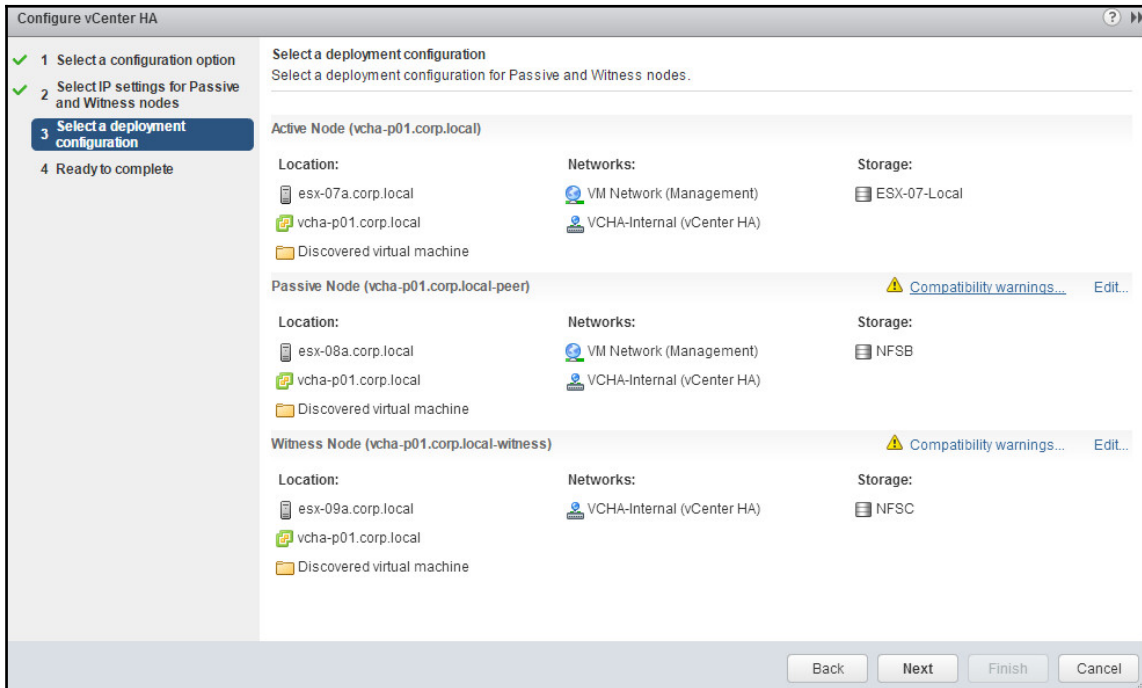 Configure vCenter HA
1 Select a configuration option
2 Select IP settings for Passive
and Witness nodes
3 Select a deployment
configuration
4 Ready to complete
Select a deployment configuration
Select a deployment configuration for Passive and Witness nodes.
Active Node (vcha-p01.corp.local)
Location: Networks: Storage:
esx-07a.corp.local VM Network (Management) ESX-07-Local
vcha-p01.corp.local VCHA-Internal (vCenter HA)
Discovered virtual machine
Passive Node (vcha-p01.corp.local-peer) Compatibility warnings... Edit...
Location: Networks: Storage:
esx-08a.corp.local VM Network (Management) NFSB
vcha-p01.corp.local VCHA-Internal (vCenter HA)
Discovered virtual machine
Witness Node (vcha-p01.corp.local-witness) Compatibility warnings... Edit...
Location: Networks: Storage:
esx-09a.corp.local VCHA-Internal (vCenter HA) NFSC
vcha-p01.corp.local
Discovered virtual machine
Back Next Finish Cancel